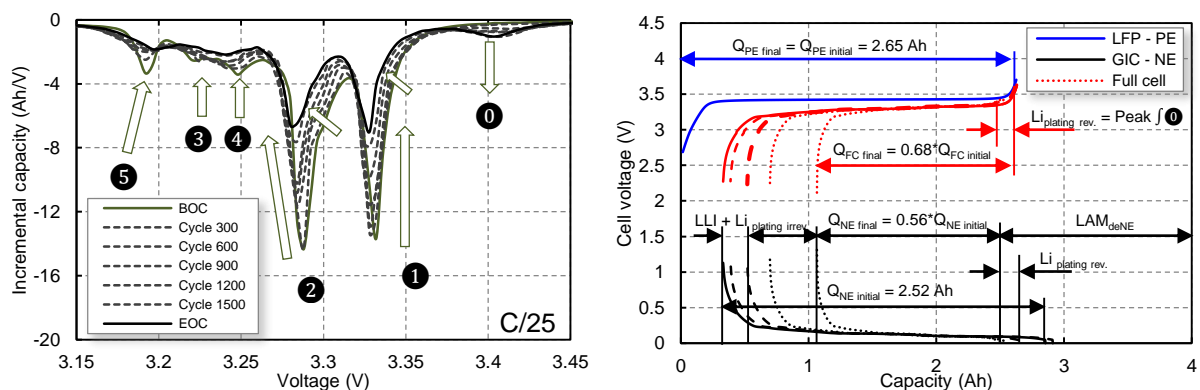 0
-4
-8
-12
-16
-20
3.15
3.2
3.25
3.3
3.35
3.4
3.45
Incremental capacity (Ah/V)
Voltage (V)
C/25
BOC
Cycle 300
Cycle 600
Cycle 900
Cycle 1200
Cycle 1500
EOC
0
3
4
5
2
1
4.5
4
3.5
3
2.5
2
1.5
1
0.5
0
0
1
2
3
4
Cell voltage (V)
Capacity (Ah)
LFP - PE
GIC - NE
Full cell
QPE final = QPE initial = 2.65 Ah
Liplating rev. = Peak ∫ 0
QFC final = 0.68*QFC initial
LLI + Liplating irrev.
QNE final = 0.56*QNE initial
LAMdeNE
Li plating rev.
QNE initial = 2.52 Ah